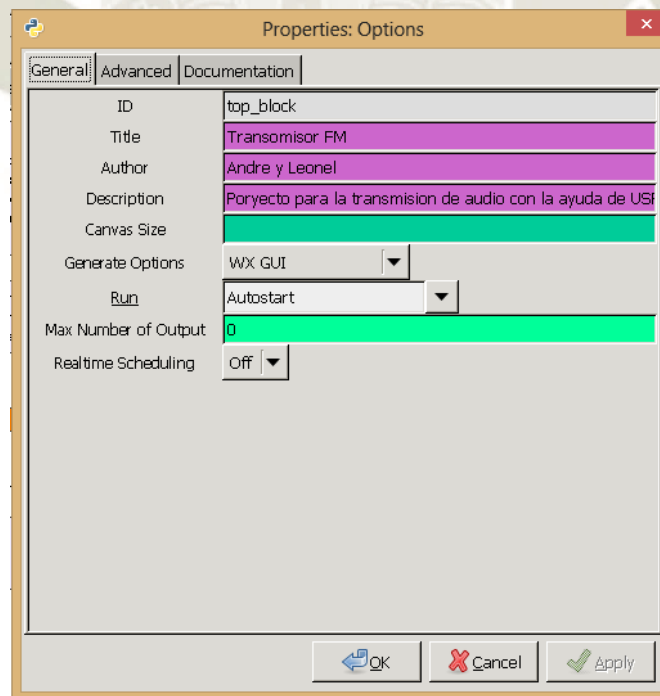 Properties: Options
General Advanced Documentation
ID top_block
Title Transomisor FM
Author Andre y Leonel
Description Poryecto para la transmision de audio con la ayuda de
Canvas Size
Generate Options WX GUI
Run Autostart
Max Number of Output 0
Realtime Scheduling Off
OK Cancel Apply